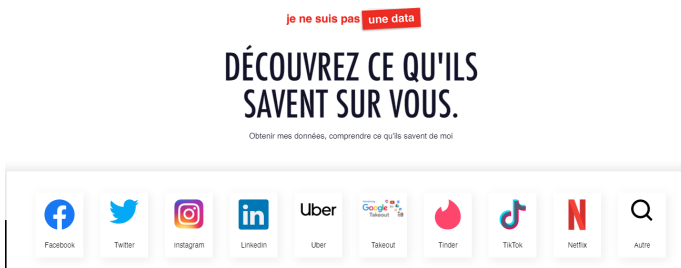 je ne suis pas une data
DÉCOUVREZ CE QU'ILS
SAVENT SUR VOUS.
Obtenir mes données, comprendre ce qu'ils savent de moi
in Uber Google Takeout N
Facebook Twitter Instagram Linkedin Uber Takeout Tinder TikTok Netflix Autre